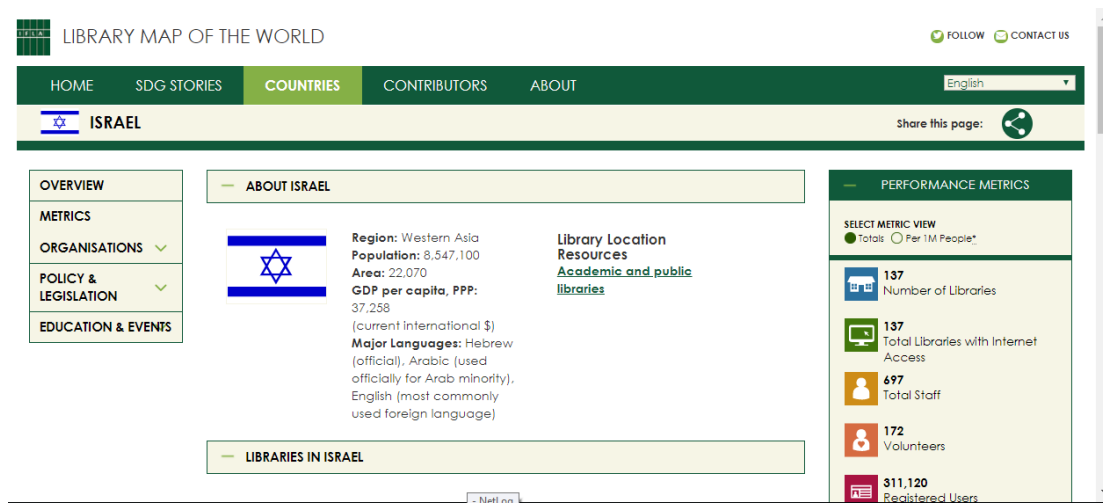 IFLA
LIBRARY MAP OF THE WORLD
FOLLOW
CONTACT US
HOME
SDG STORIES
COUNTRIES
CONTRIBUTORS
ABOUT
English
ISRAEL
Share this page:
OVERVIEW
METRICS
ORGANISATIONS
POLICY &
LEGISLATION
EDUCATION & EVENTS
ABOUT ISRAEL
Region: Western Asia
Population: 8,547,100
Area: 22,070
GDP per capita, PPP:
37,258
(current international $)
Major Languages: Hebrew
(official), Arabic (used
officially for Arab minority),
English (most commonly
used foreign language)
Library Location
Resources
Academic and public
libraries
LIBRARIES IN ISRAEL
PERFORMANCE METRICS
SELECT METRIC VIEW
Totals Per 1M People*
137
Number of Libraries
137
Total Libraries with Internet
Access
697
Total Staff
172
Volunteers
311,120
Registered Users